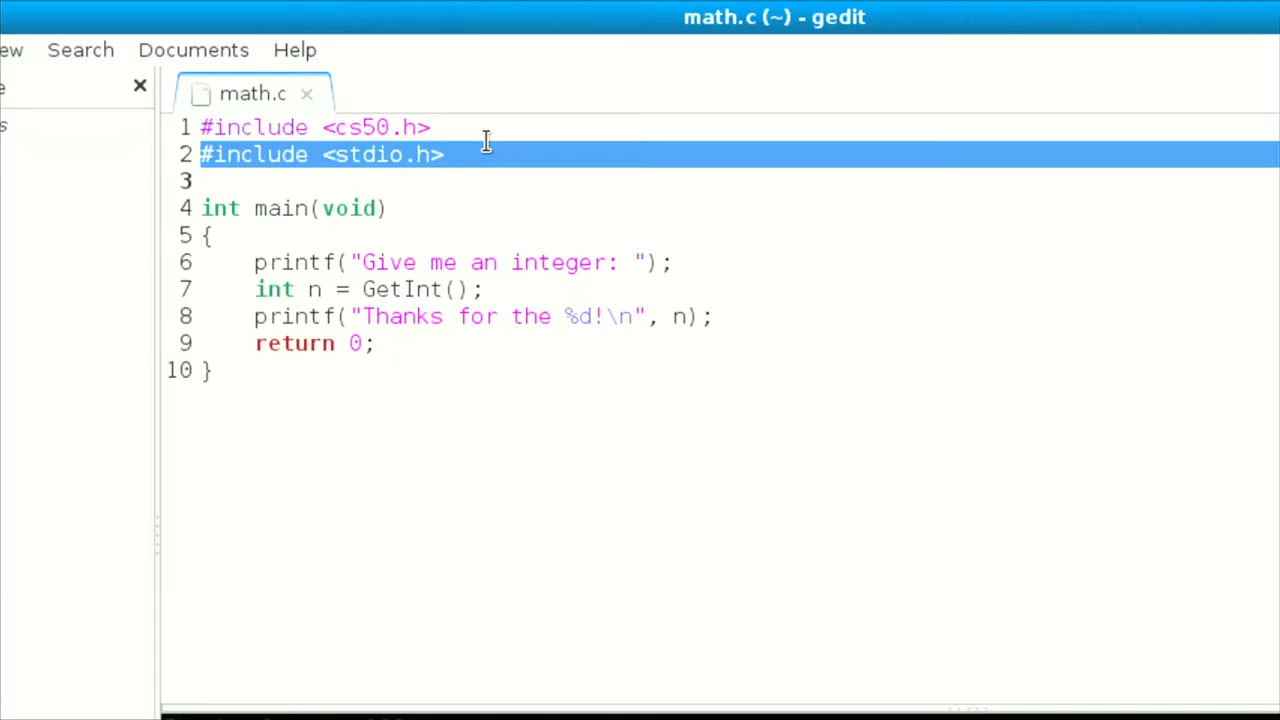 math.c (~) - gedit
ew Search Documents Help
e
math.c
s
1 #include <cs50.h>
2 #include <stdio.h>
3
4 int main(void)
5 {
6 printf("Give me an integer: ");
7 int n = GetInt();
8 printf("Thanks for the %d!\n", n);
9 return 0;
10 }